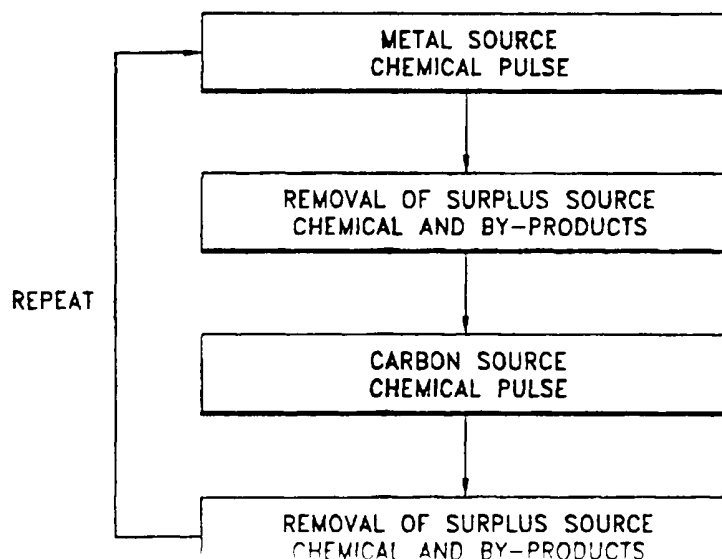 METAL SOURCE
CHEMICAL PULSE
REMOVAL OF SURPLUS SOURCE
CHEMICAL AND BY-PRODUCTS
REPEAT
CARBON SOURCE
CHEMICAL PULSE
REMOVAL OF SURPLUS SOURCE
CHEMICAL AND BY-PRODUCTS